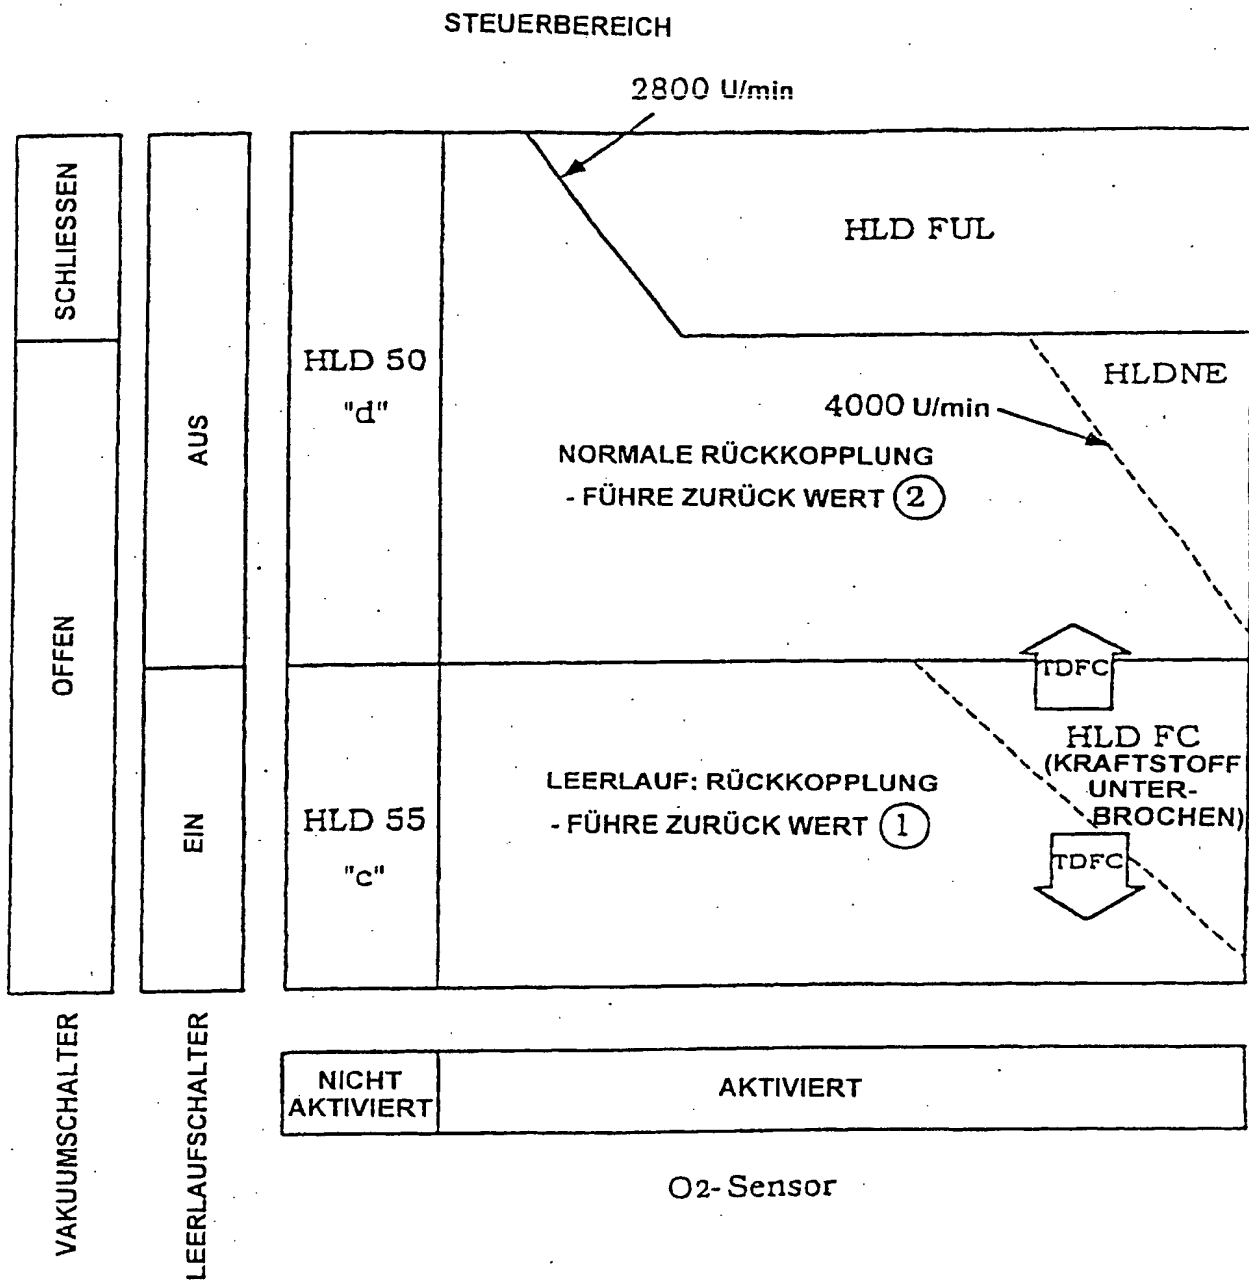 STEUERBEREICH
2800 U/min
SCHLIESSEN
OFFEN
AUS
EIN
HLD 50
"d"
HLD 55
"c"
HLD FUL
HLDNE
4000 U/min
NORMALE RÜCKKOPPLUNG
- FÜHRE ZURÜCK WERT 2
TDFC
HLD FC
(KRAFTSTOFF
UNTER-
BROCHEN)
LEERLAUF: RÜCKKOPPLUNG
- FÜHRE ZURÜCK WERT 1
TDFC
VAKUUMSCHALTER
LEERLAUFSCHALTER
NICHT
AKTIVIERT
AKTIVIERT
O2-Sensor